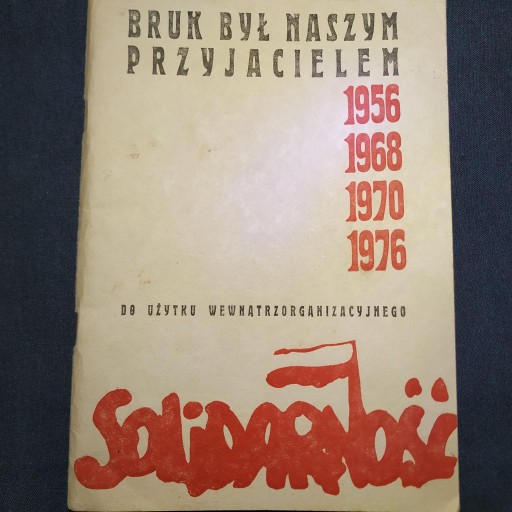 BRUK BYŁ NASZYM
PRZYJACIELEM
1956
1968
1970
1976
DO UŻYTKU WEWNĄTRZORGANIZACYJNEGO
SOLIDARNOŚĆ